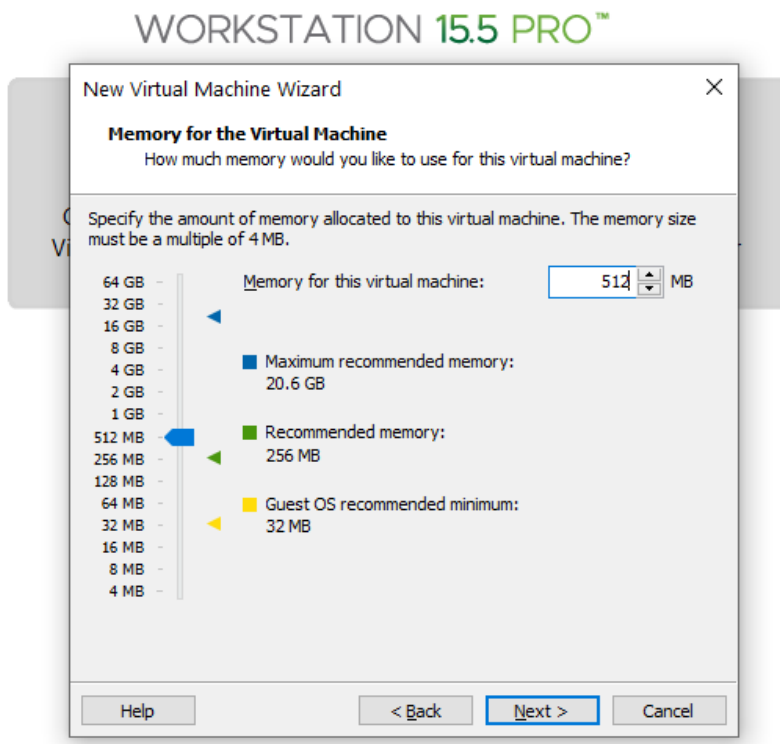 WORKSTATION 15.5 PRO™
New Virtual Machine Wizard
Memory for the Virtual Machine
How much memory would you like to use for this virtual machine?
Specify the amount of memory allocated to this virtual machine. The memory size
must be a multiple of 4 MB.
64 GB
Memory for this virtual machine: 512 MB
32 GB
16 GB
8 GB
Maximum recommended memory:
4 GB
20.6 GB
2 GB
1 GB
512 MB
Recommended memory:
256 MB
256 MB
128 MB
64 MB
Guest OS recommended minimum:
32 MB
32 MB
16 MB
8 MB
4 MB
Help < Back Next > Cancel